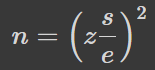 n = (z s/e)²